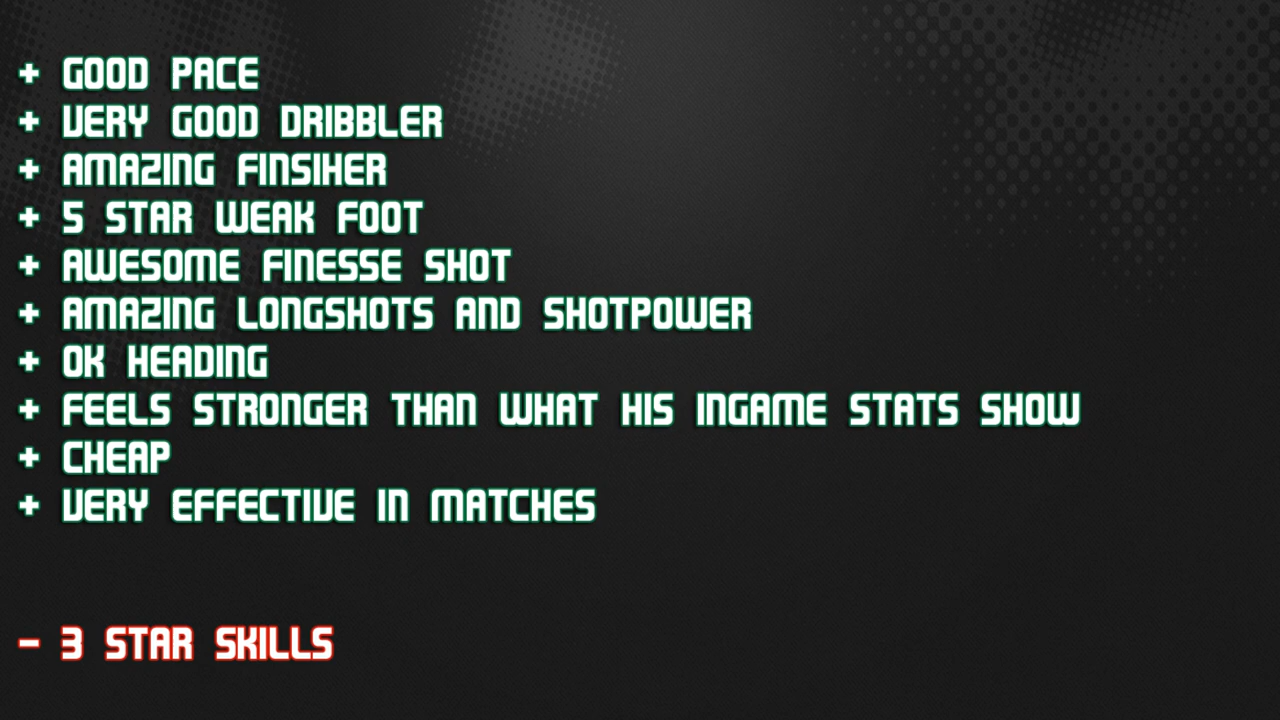 + GOOD PACE
+ VERY GOOD DRIBBLER
+ AMAZING FINSIHER
+ 5 STAR WEAK FOOT
+ AWESOME FINESSE SHOT
+ AMAZING LONGSHOTS AND SHOTPOWER
+ OK HEADING
+ FEELS STRONGER THAN WHAT HIS INGAME STATS SHOW
+ CHEAP
+ VERY EFFECTIVE IN MATCHES
- 3 STAR SKILLS